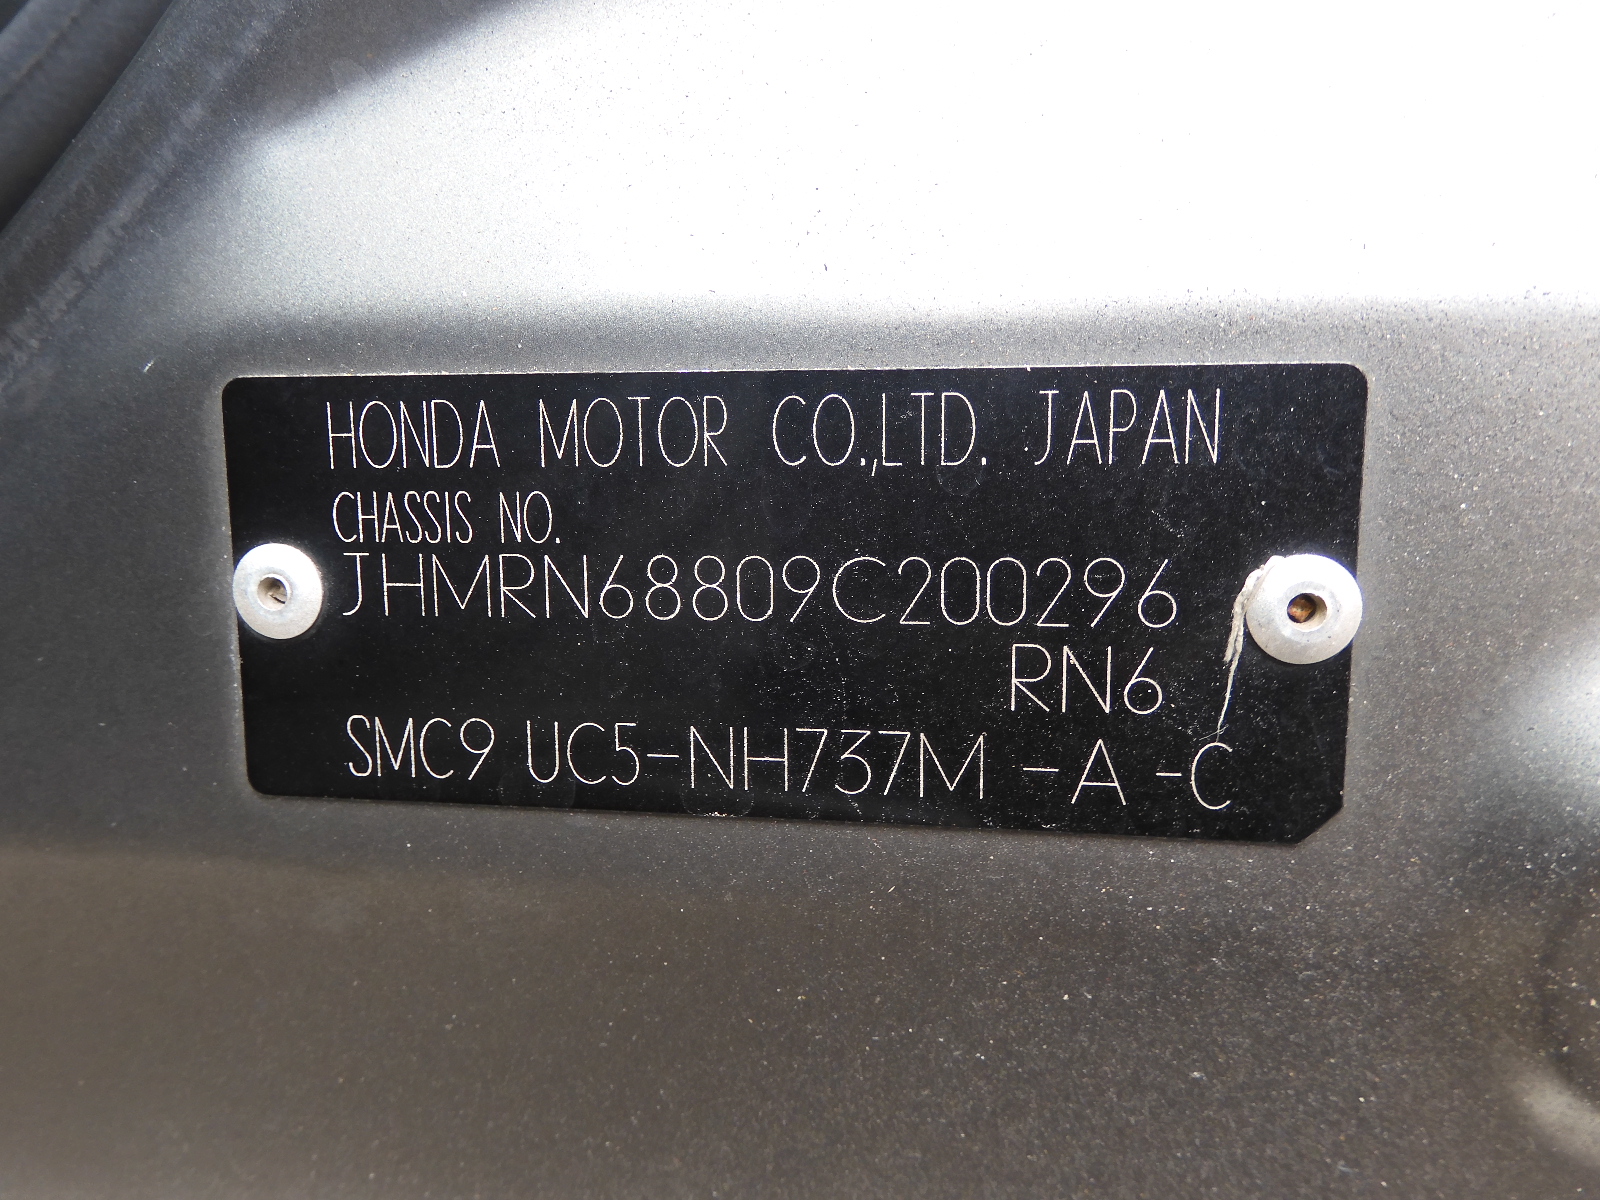 HONDA MOTOR CO.,LTD. JAPAN
CHASSIS NO.
JHMRN68809C200296
RN6
SMC9 UC5-NH737M -A -C